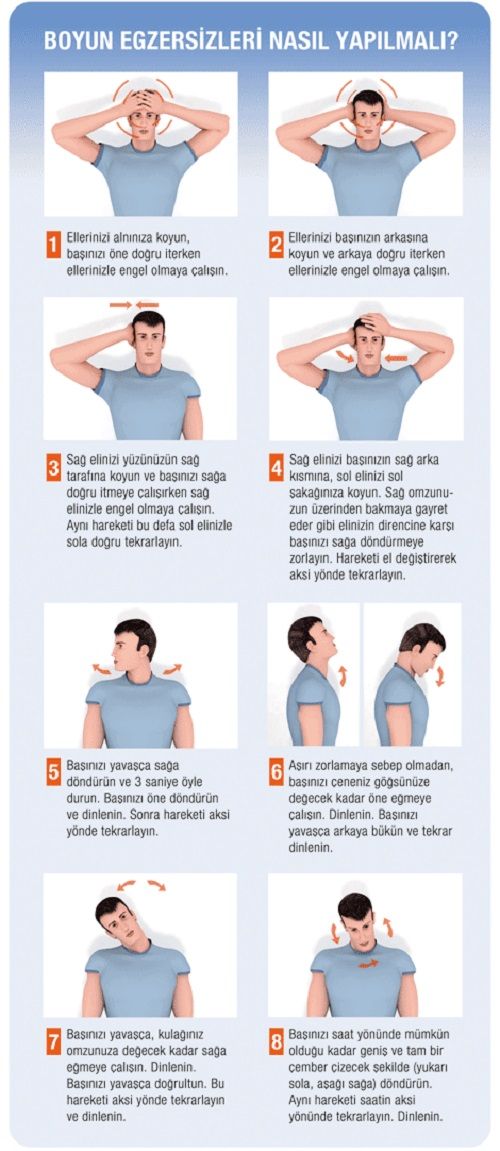 BOYUN EGZERSİZLERİ NASIL YAPILMALI?
1
Ellerinizi alnınıza koyun,
başınızı öne doğru iterken
ellerinizle engel olmaya çalışın.
2
Ellerinizi başınızın arkasına
koyun ve arkaya doğru iterken
ellerinizle engel olmaya çalışın.
3
Sağ elinizi yüzünüzün sağ
tarafına koyun ve başınızı sağa
doğru itmeye çalışırken sağ
elinizle engel olmaya çalışın.
Aynı hareketi bu defa sol elinizle
sola doğru tekrarlayın.
4
Sağ elinizi başınızın sağ arka
kısmına, sol elinizi sol
şakağınıza koyun. Sağ omzunu-
zun üzerinden bakmaya gayret
eder gibi elinizin direncine karşı
başınızı sağa döndürmeye
zorlayın. Hareketi el değiştirerek
aksi yönde tekrarlayın.
5
Başınızı yavaşça sağa
döndürün ve 3 saniye öyle
durun. Başınızı öne döndürün
ve dinlenin. Sonra hareketi aksi
yönde tekrarlayın.
6
Aşırı zorlamaya sebep olmadan,
başınızı çeneniz göğsünüze
değecek kadar öne eğmeye
çalışın. Dinlenin. Başınızı
yavaşça arkaya bükün ve tekrar
dinlenin.
7
Başınızı yavaşça, kulağınız
omzunuza değecek kadar sağa
eğmeye çalışın. Dinlenin.
Başınızı yavaşça doğrultun. Bu
hareketi aksi yönde tekrarlayın
ve dinlenin.
8
Başınızı saat yönünde mümkün
olduğu kadar geniş ve tam bir
çember çizecek şekilde (yukarı
sola, aşağı sağa) döndürün.
Aynı hareketi saatin aksi
yönünde tekrarlayın. Dinlenin.